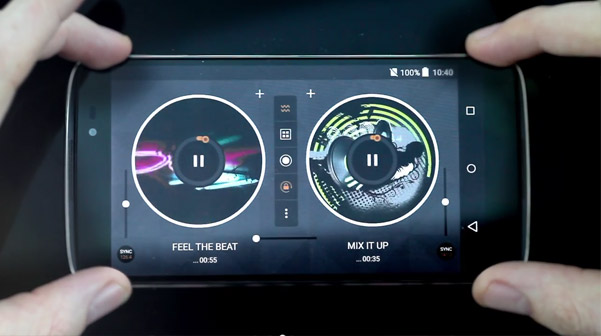 100% 10:40
FEEL THE BEAT
...00:55
MIX IT UP
...00:35
SYNC
SYNC